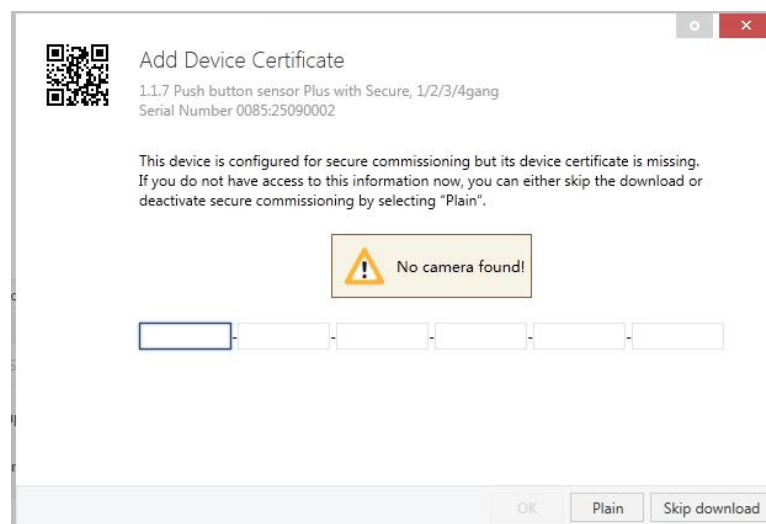 Add Device Certificate
1.1.7 Push button sensor Plus with Secure, 1/2/3/4gang
Serial Number 0085:25090002
This device is configured for secure commissioning but its device certificate is missing.
If you do not have access to this information now, you can either skip the download or
deactivate secure commissioning by selecting “Plain”.
No camera found!
- - - - -
OK Plain Skip download